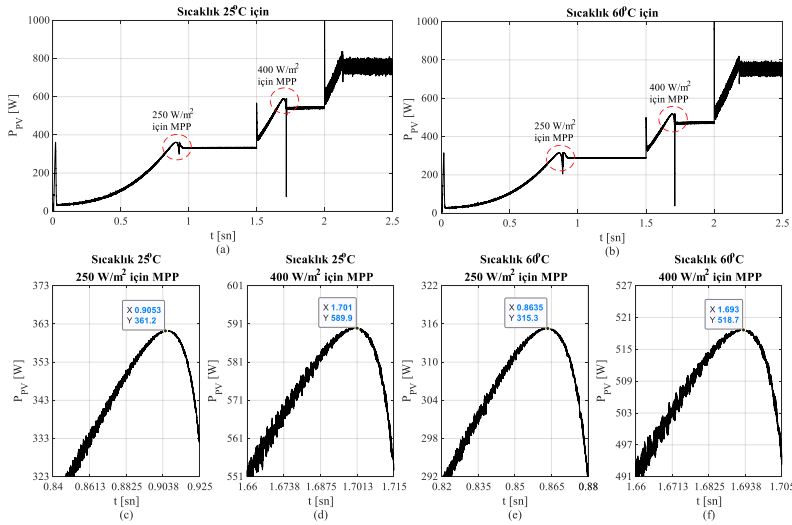 Sıcaklık 25⁰C için
1000
800
600
400
200
0
P_PV [W]
250 W/m²
için MPP
400 W/m²
için MPP
0 0.5 1 1.5 2 2.5
t [sn]
(a)
Sıcaklık 60⁰C için
1000
800
600
400
200
0
P_PV [W]
250 W/m²
için MPP
400 W/m²
için MPP
0 0.5 1 1.5 2 2.5
t [sn]
(b)
Sıcaklık 25⁰C
250 W/m² için MPP
373
363
353
343
333
323
P_PV [W]
X 0.9053
Y 361.2
0.84 0.8613 0.8825 0.9038 0.925
t [sn]
(c)
Sıcaklık 25⁰C
400 W/m² için MPP
601
591
581
571
561
551
P_PV [W]
X 1.701
Y 589.9
1.66 1.6738 1.6875 1.7013 1.715
t [sn]
(d)
Sıcaklık 60⁰C
250 W/m² için MPP
322
316
310
304
298
292
P_PV [W]
X 0.8635
Y 315.3
0.82 0.835 0.85 0.865 0.88
t [sn]
(e)
Sıcaklık 60⁰C
400 W/m² için MPP
527
521
515
509
503
497
491
P_PV [W]
X 1.693
Y 518.7
1.66 1.6713 1.6825 1.6938 1.705
t [sn]
(f)